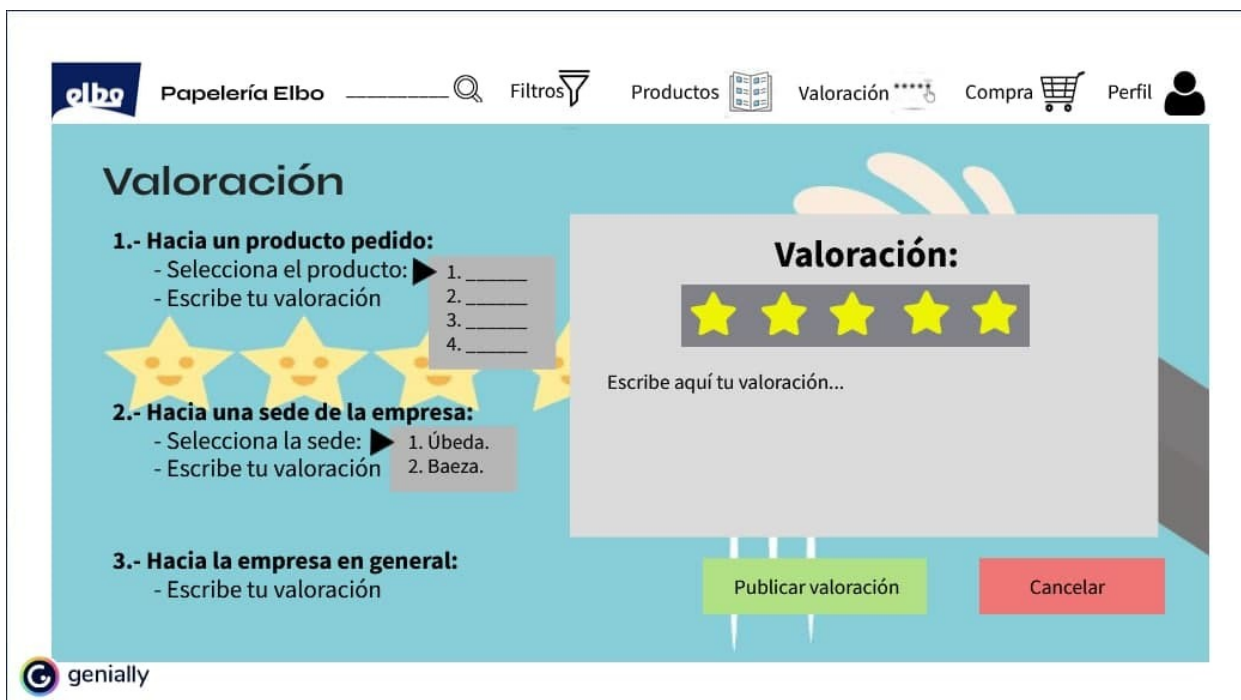 elbo
Papelería Elbo __________ Filtros Productos Valoración ***** Compra Perfil
Valoración
1.- Hacia un producto pedido:
- Selecciona el producto:
- Escribe tu valoración
1. ______
2. ______
3. ______
4. ______
2.- Hacia una sede de la empresa:
- Selecciona la sede:
- Escribe tu valoración
1. Úbeda.
2. Baeza.
3.- Hacia la empresa en general:
- Escribe tu valoración
Valoración:
Escribe aquí tu valoración...
Publicar valoración
Cancelar
genially